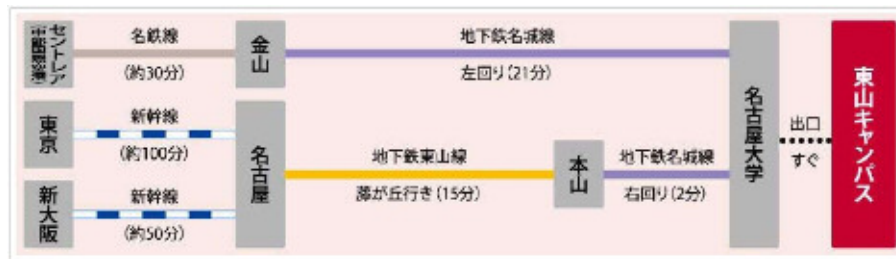 セントレア
(中部国際空港)
名鉄線
(約30分)
金山
地下鉄名城線
左回り(21分)
東京
新幹線
(約100分)
新大阪
新幹線
(約50分)
名古屋
地下鉄東山線
藤が丘行き(15分)
本山
地下鉄名城線
右回り(2分)
名古屋大学
出口
すぐ
東山キャンパス